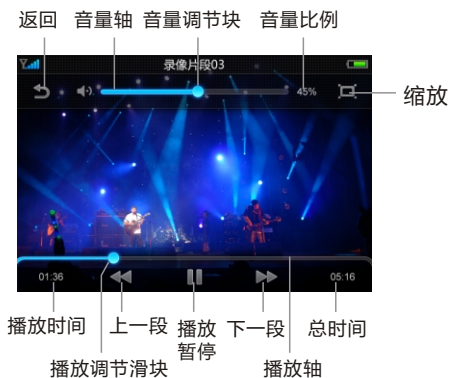 返回 音量轴 音量调节块 音量比例
录像片段03
45%
缩放
01:36
05:16
播放时间 上一段 播放暂停 下一段 总时间
播放调节滑块 播放轴